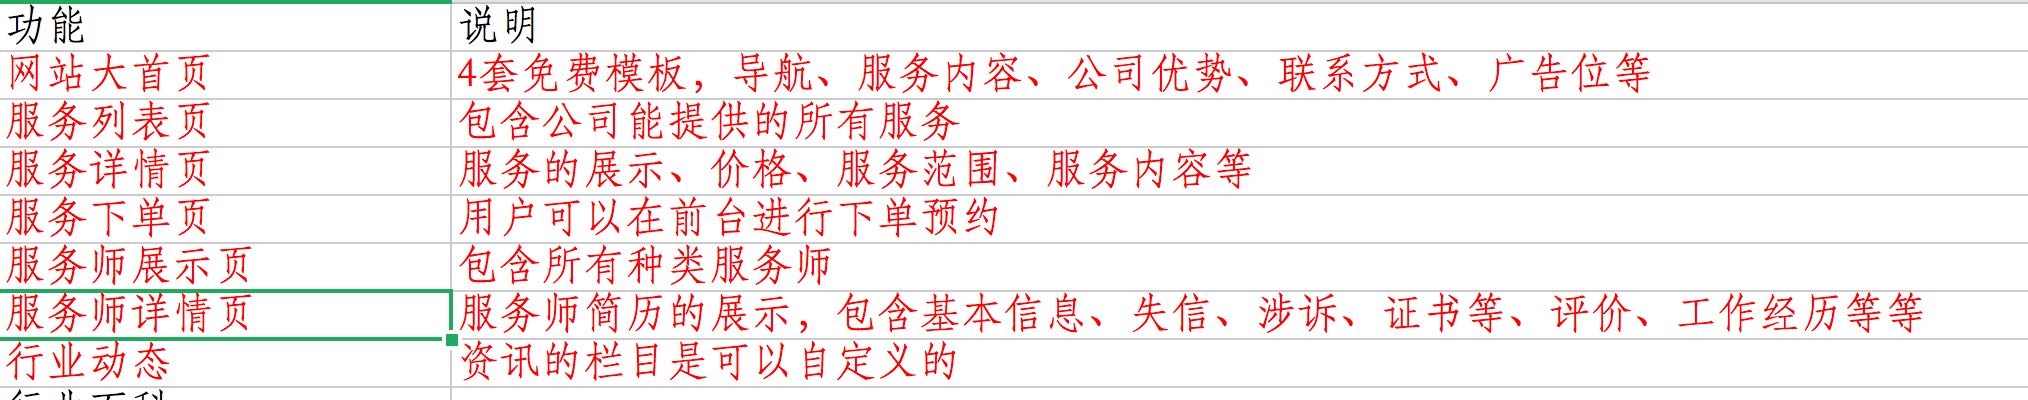 功能 说明
网站大首页 4套免费模板，导航、服务内容、公司优势、联系方式、广告位等
服务列表页 包含公司能提供的所有服务
服务详情页 服务的展示、价格、服务范围、服务内容等
服务下单页 用户可以在前台进行下单预约
服务师展示页 包含所有种类服务师
服务师详情页 服务师简历的展示，包含基本信息、失信、涉诉、证书等、评价、工作经历等等
行业动态 资讯的栏目是可以自定义的
行业百科